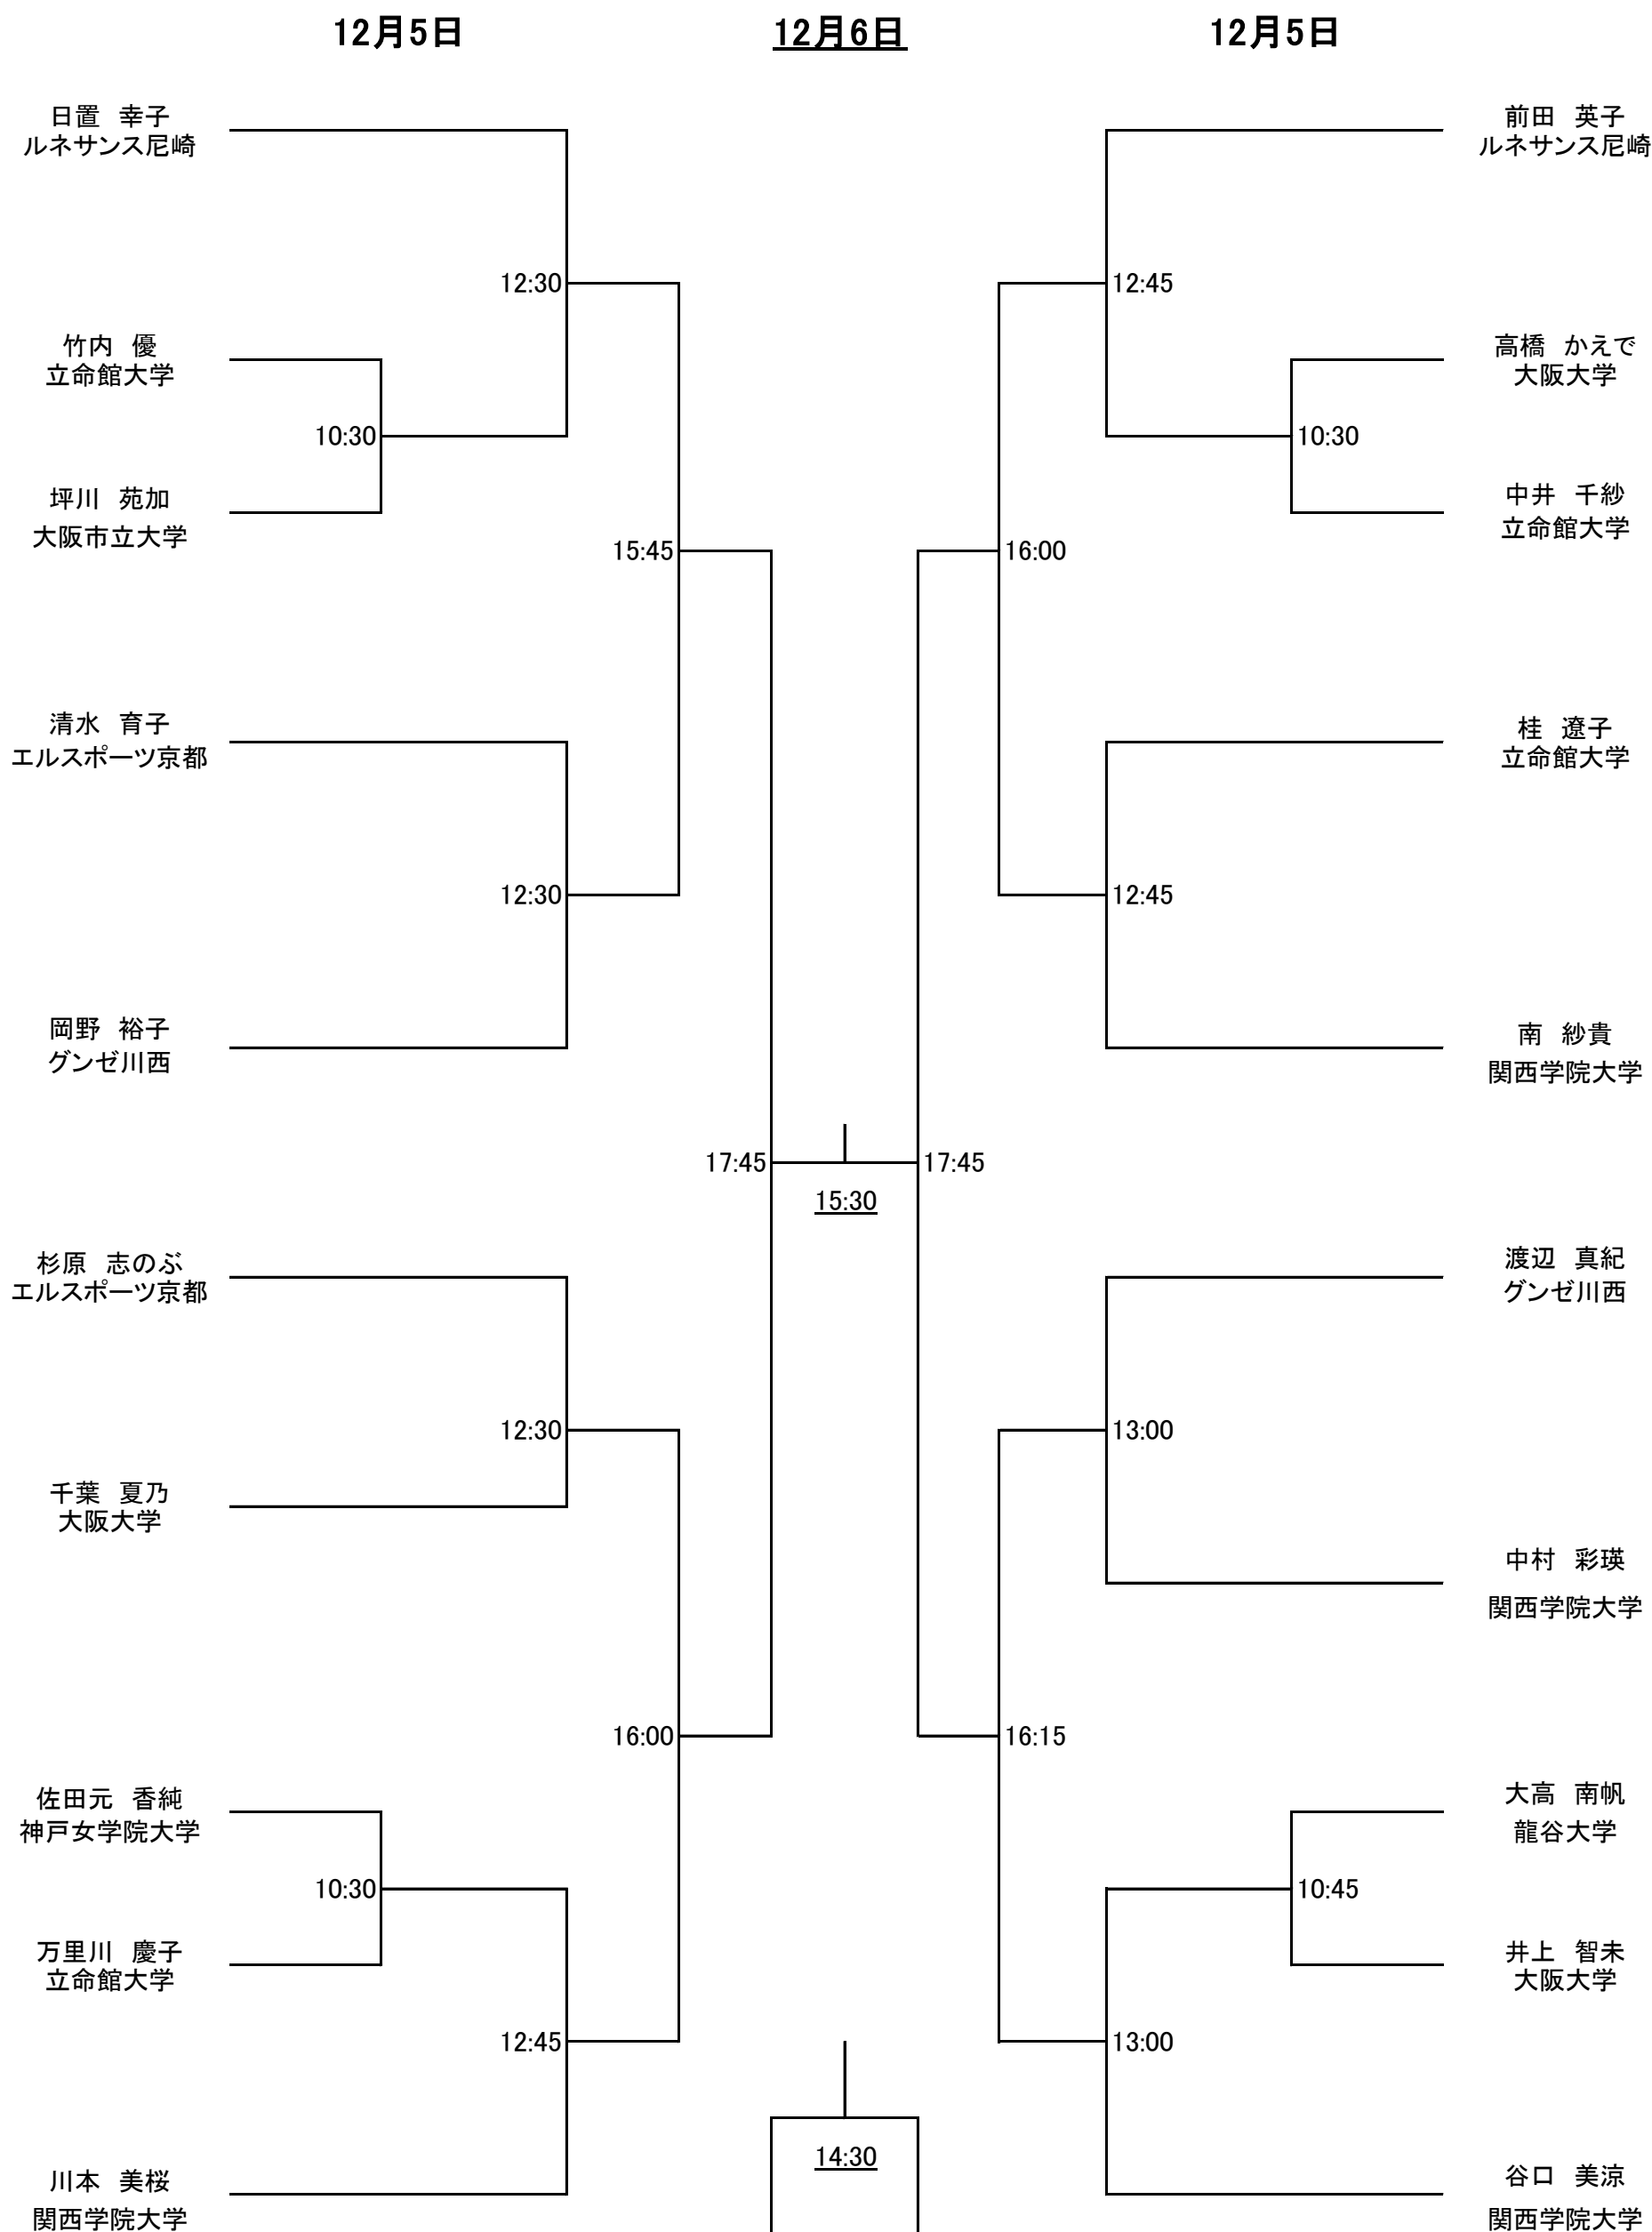 12月5日
12月6日
12月5日
日置　幸子
ルネサンス尼崎
前田　英子
ルネサンス尼崎
12:30
12:45
竹内　優
立命館大学
高橋　かえで
大阪大学
10:30
10:30
坪川　苑加
大阪市立大学
中井　千紗
立命館大学
15:45
16:00
清水　育子
エルスポーツ京都
桂　遼子
立命館大学
12:30
12:45
岡野　裕子
グンゼ川西
南　紗貴
関西学院大学
17:45
17:45
15:30
杉原　志のぶ
エルスポーツ京都
渡辺　真紀
グンゼ川西
12:30
13:00
千葉　夏乃
大阪大学
中村　彩瑛
関西学院大学
16:00
16:15
佐田元　香純
神戸女学院大学
大高　南帆
龍谷大学
10:30
10:45
万里川　慶子
立命館大学
井上　智未
大阪大学
12:45
13:00
14:30
川本　美桜
関西学院大学
谷口　美涼
関西学院大学